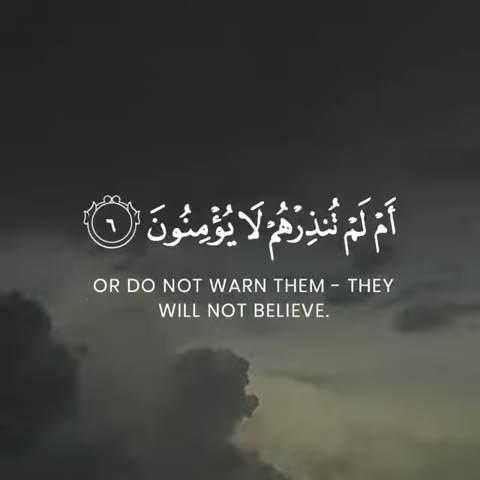 أَمْ لَمْ تُنذِرْهُمْ لَا يُؤْمِنُونَ ٦
OR DO NOT WARN THEM - THEY
WILL NOT BELIEVE.